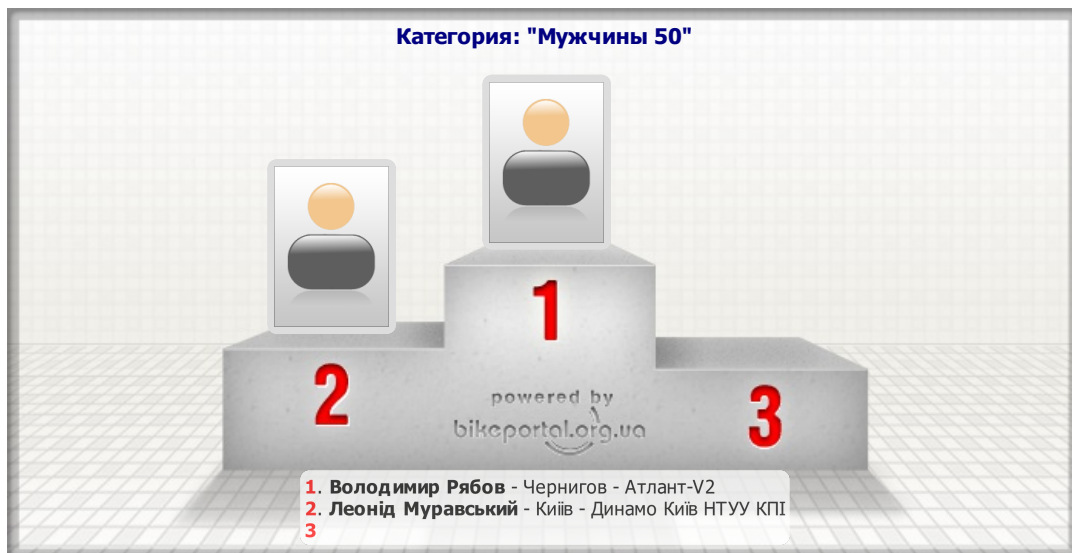 Категория: "Мужчины 50"
1
2
3
powered by
bikeportal.org.ua
1. Володимир Рябов - Чернигов - Атлант-V2
2. Леонід Муравський - Київ - Динамо Київ НТУУ КПІ
3